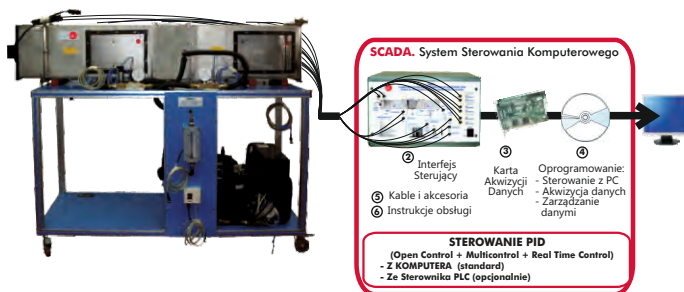 SCADA. System Sterowania Komputerowego
② Interfejs Sterujący
③ Karta Akwizycji Danych
④ Oprogramowanie:
- Sterowanie z PC
- Akwizycja danych
- Zarządzanie danymi
⑤ Kable i akcesoria
⑥ Instrukcje obsługi
STEROWANIE PID
(Open Control + Multicontrol + Real Time Control)
- Z KOMPUTERA (standard)
- Ze Sterownika PLC (opcjonalnie)